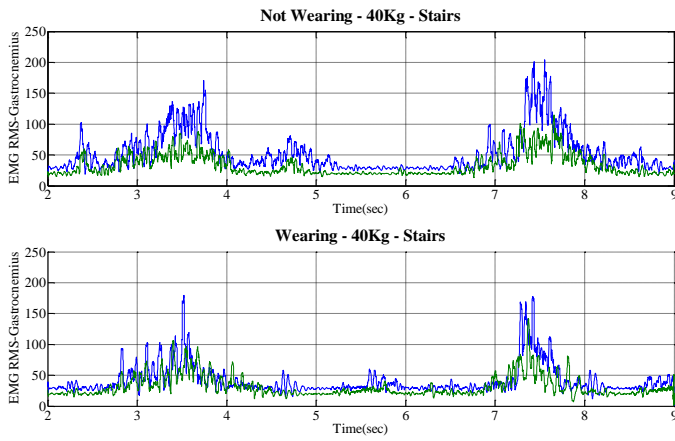 Not Wearing - 40Kg - Stairs
EMG RMS-Gastrocnemius
250
200
150
100
50
0
2 3 4 5 6 7 8 9
Time(sec)
Wearing - 40Kg - Stairs
EMG RMS-Gastrocnemius
250
200
150
100
50
0
2 3 4 5 6 7 8 9
Time(sec)